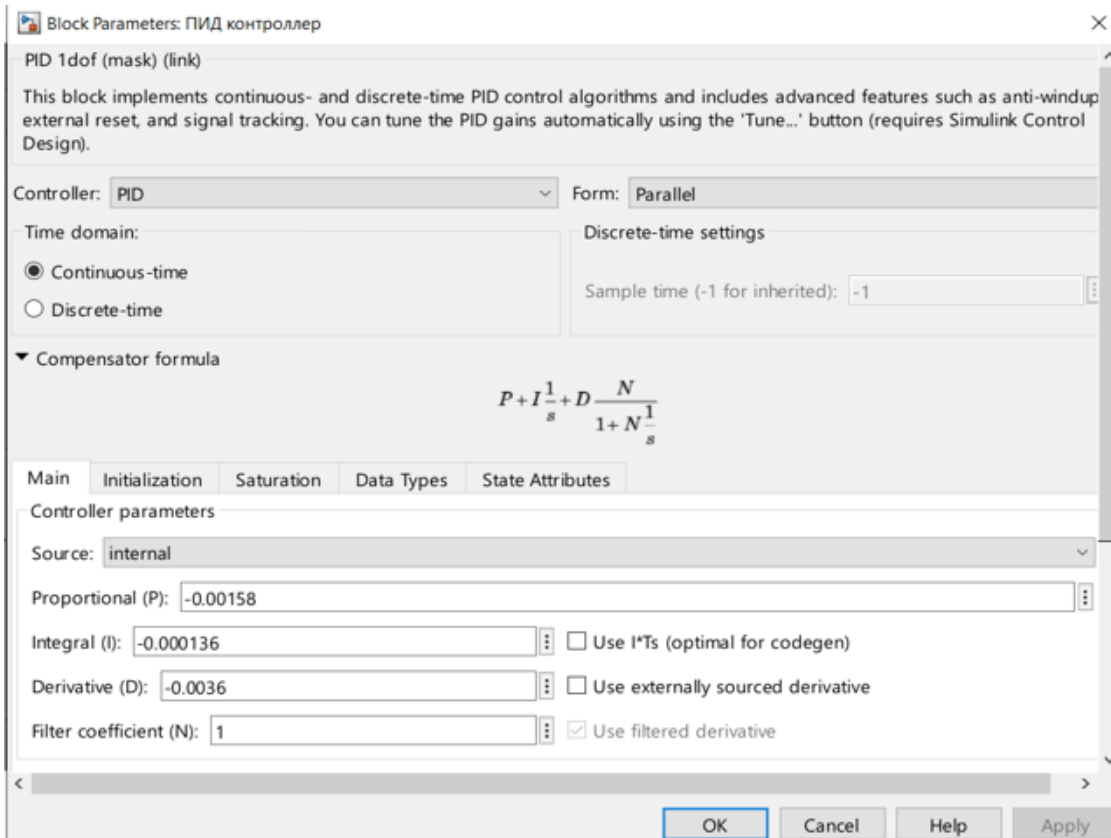 Block Parameters: ПИД контроллер
PID 1dof (mask) (link)
This block implements continuous- and discrete-time PID control algorithms and includes advanced features such as anti-windup
external reset, and signal tracking. You can tune the PID gains automatically using the 'Tune...' button (requires Simulink Control
Design).
Controller: PID Form: Parallel
Time domain: Discrete-time settings
Continuous-time
Sample time (-1 for inherited): -1
Discrete-time
Compensator formula
P + I 1/s + D N/(1 + N 1/s)
Main Initialization Saturation Data Types State Attributes
Controller parameters
Source: internal
Proportional (P): -0.00158
Integral (I): -0.000136 Use I*Ts (optimal for codegen)
Derivative (D): -0.0036 Use externally sourced derivative
Filter coefficient (N): 1 Use filtered derivative
OK Cancel Help Apply